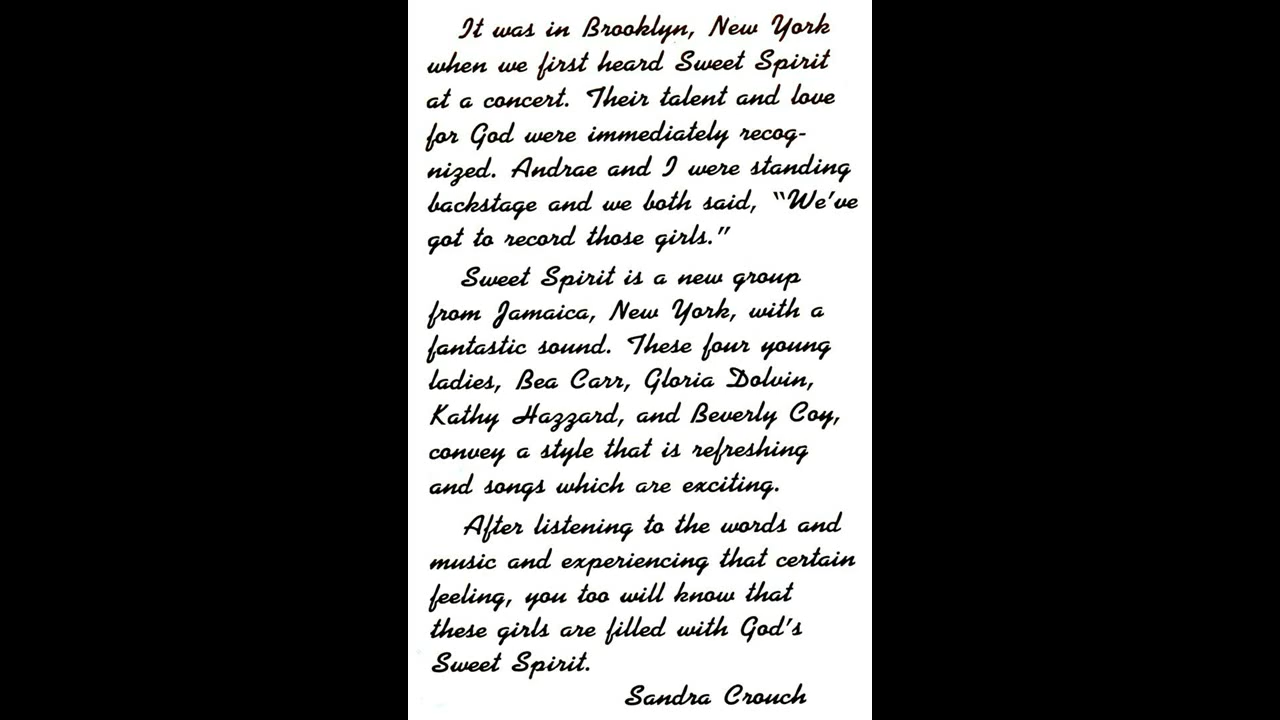 It was in Brooklyn, New York
when we first heard Sweet Spirit
at a concert. Their talent and love
for God were immediately recog-
nized. Andrae and I were standing
backstage and we both said, "We've
got to record those girls."
Sweet Spirit is a new group
from Jamaica, New York, with a
fantastic sound. These four young
ladies, Bea Carr, Gloria Dolvin,
Kathy Hazzard, and Beverly Coy,
convey a style that is refreshing
and songs which are exciting.
After listening to the words and
music and experiencing that certain
feeling, you too will know that
these girls are filled with God's
Sweet Spirit.
Sandra Crouch